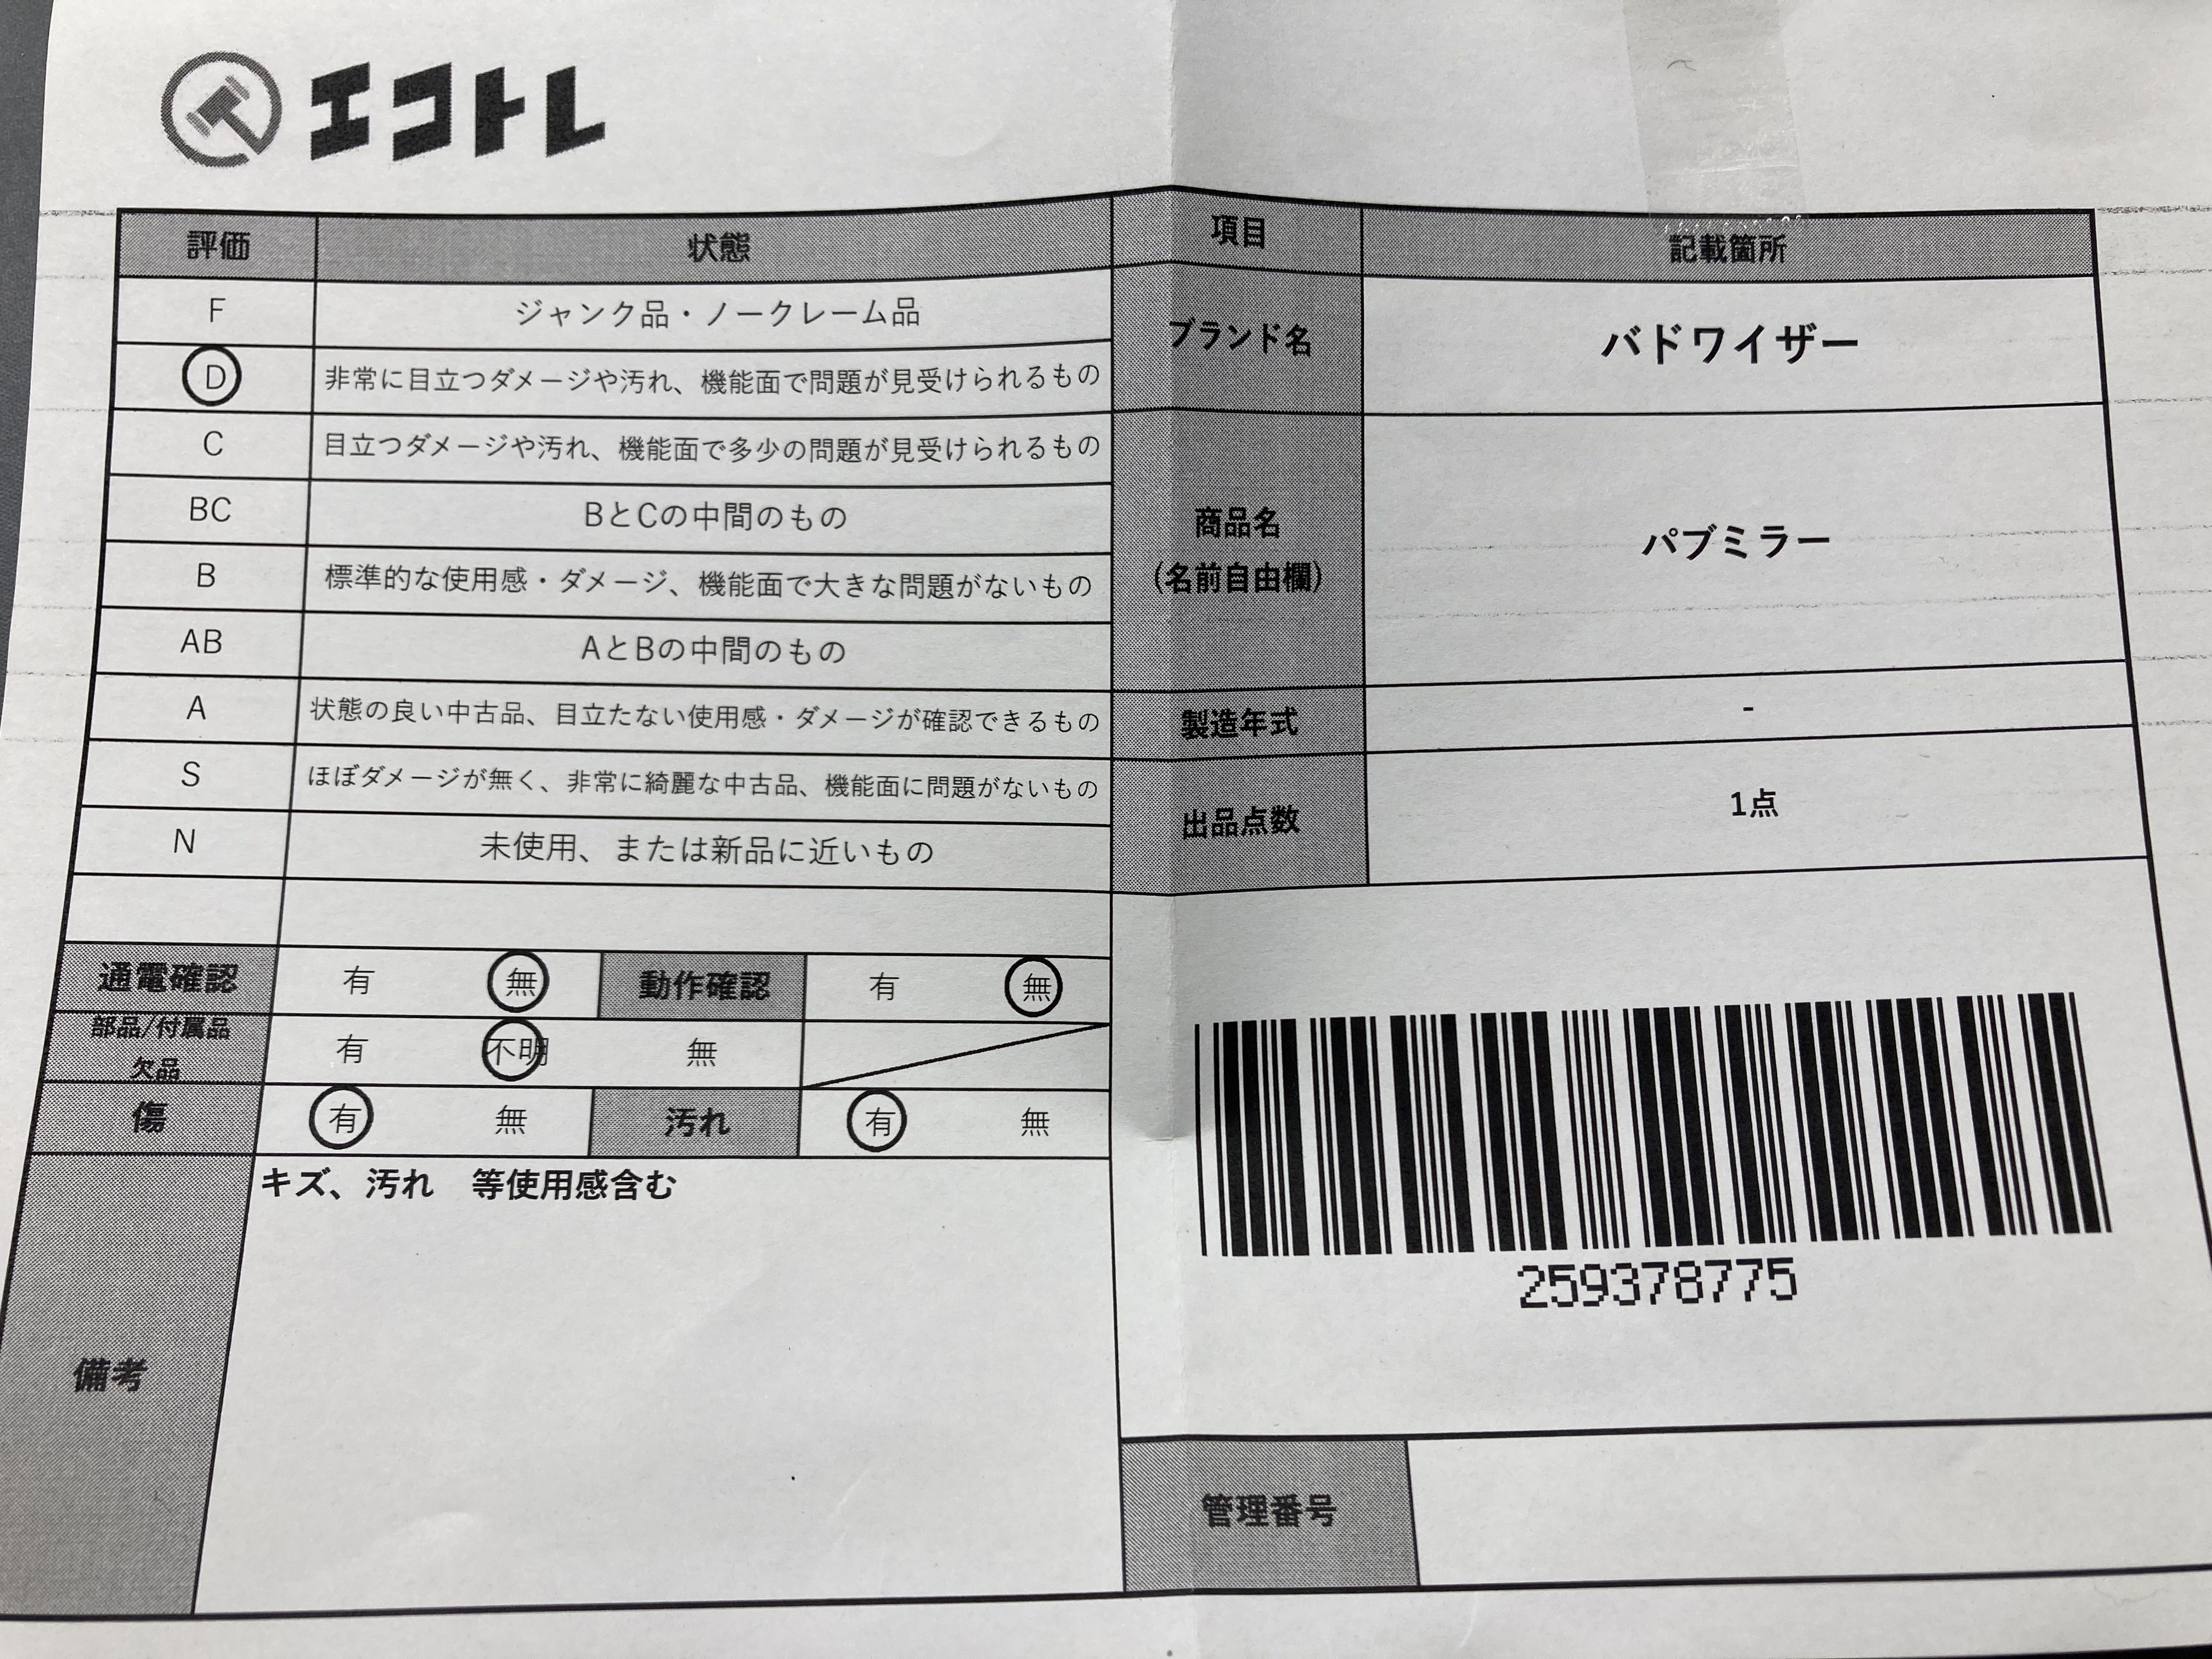 エコトレ
評価 状態 項目 記載箇所
F ジャンク品・ノークレーム品
D 非常に目立つダメージや汚れ、機能面で問題が見受けられるもの
ブランド名 バドワイザー
C 目立つダメージや汚れ、機能面で多少の問題が見受けられるもの
BC BとCの中間のもの
B 標準的な使用感・ダメージ、機能面で大きな問題がないもの
商品名
(名前自由欄)
パブミラー
AB AとBの中間のもの
A 状態の良い中古品、目立たない使用感・ダメージが確認できるもの
製造年式 -
S ほぼダメージが無く、非常に綺麗な中古品、機能面に問題がないもの
N 未使用、または新品に近いもの
出品点数 1点
通電確認 有 無 動作確認 有 無
部品/付属品
欠品
有 不明 無
傷 有 無 汚れ 有 無
備考
キズ、汚れ 等使用感含む
259378775
管理番号